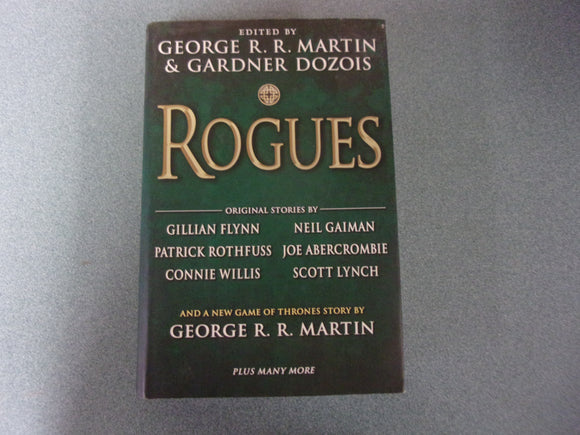 EDITED BY
GEORGE R. R. MARTIN
& GARDNER DOZOIS
ROGUES
ORIGINAL STORIES BY
GILLIAN FLYNN NEIL GAIMAN
PATRICK ROTHFUSS JOE ABERCROMBIE
CONNIE WILLIS SCOTT LYNCH
AND A NEW GAME OF THRONES STORY BY
GEORGE R. R. MARTIN
PLUS MANY MORE